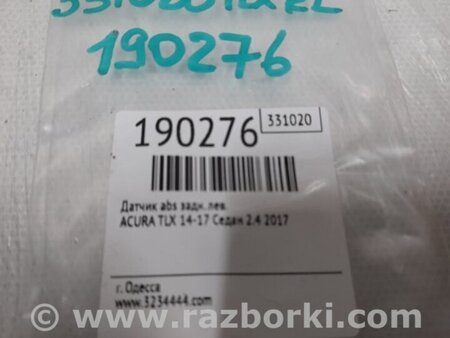 331020TLXRL
190276
190276
331020
Датчик abs задн.лев.
ACURA TLX 14-17 Седан 2.4 2017
г. Одесса
www.3234444.com
www.razborki.com